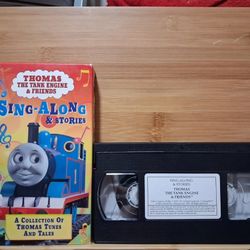 THOMAS
THE TANK ENGINE
& FRIENDS
SING-ALONG
& STORIES
A COLLECTION OF
THOMAS TUNES
AND TALES
SING-ALONG
& STORIES
THOMAS
THE TANK ENGINE
& FRIENDS